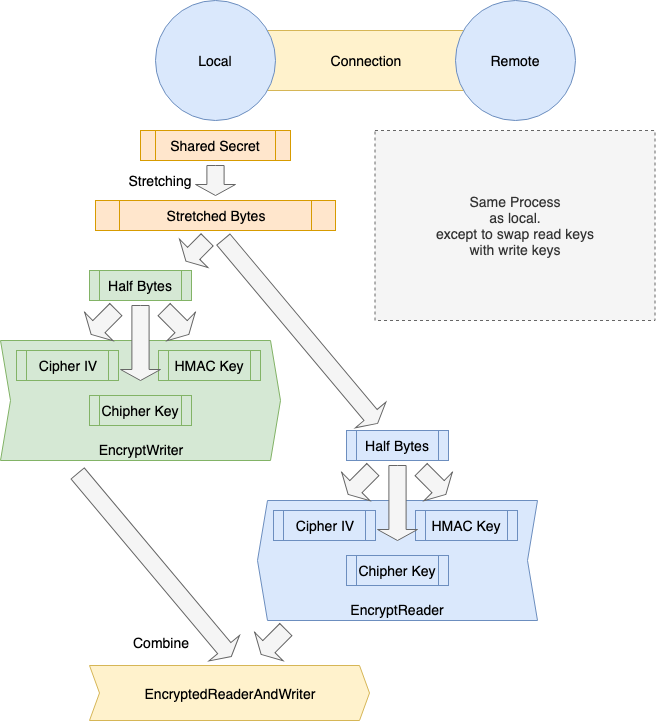 Local
Connection
Remote
Shared Secret
Stretching
Stretched Bytes
Same Process
as local.
except to swap read keys
with write keys
Half Bytes
Cipher IV
HMAC Key
Chipher Key
EncryptWriter
Half Bytes
Cipher IV
HMAC Key
Chipher Key
EncryptReader
Combine
EncryptedReaderAndWriter